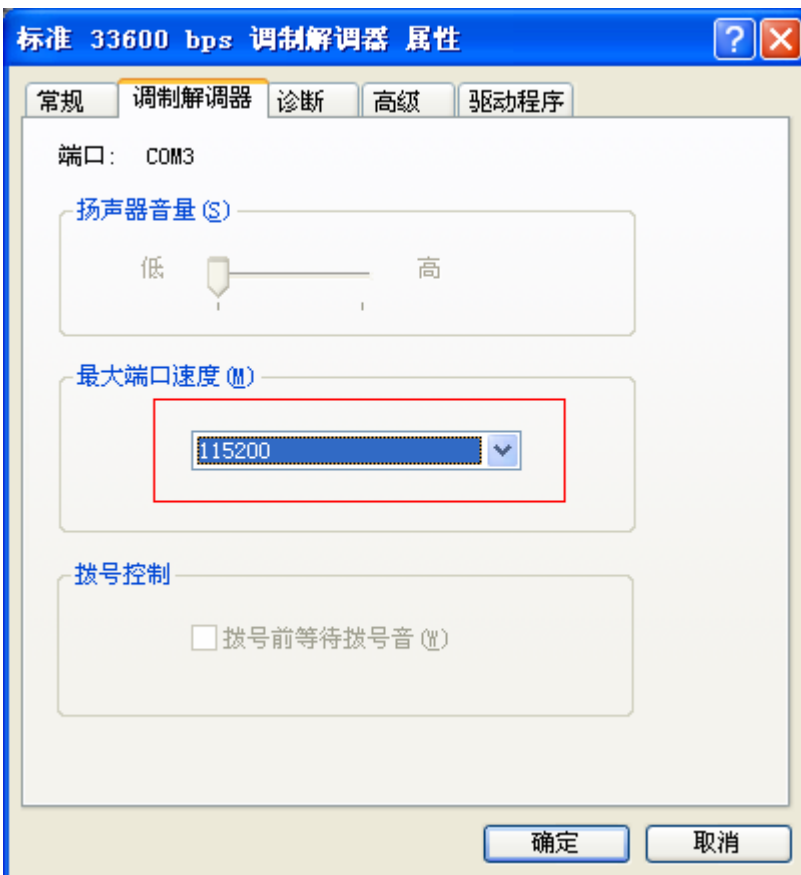 标准 33600 bps 调制解调器 属性
常规 调制解调器 诊断 高级 驱动程序
端口: COM3
扬声器音量(S)
低 高
最大端口速度(M)
115200
拨号控制
拨号前等待拨号音(W)
确定 取消